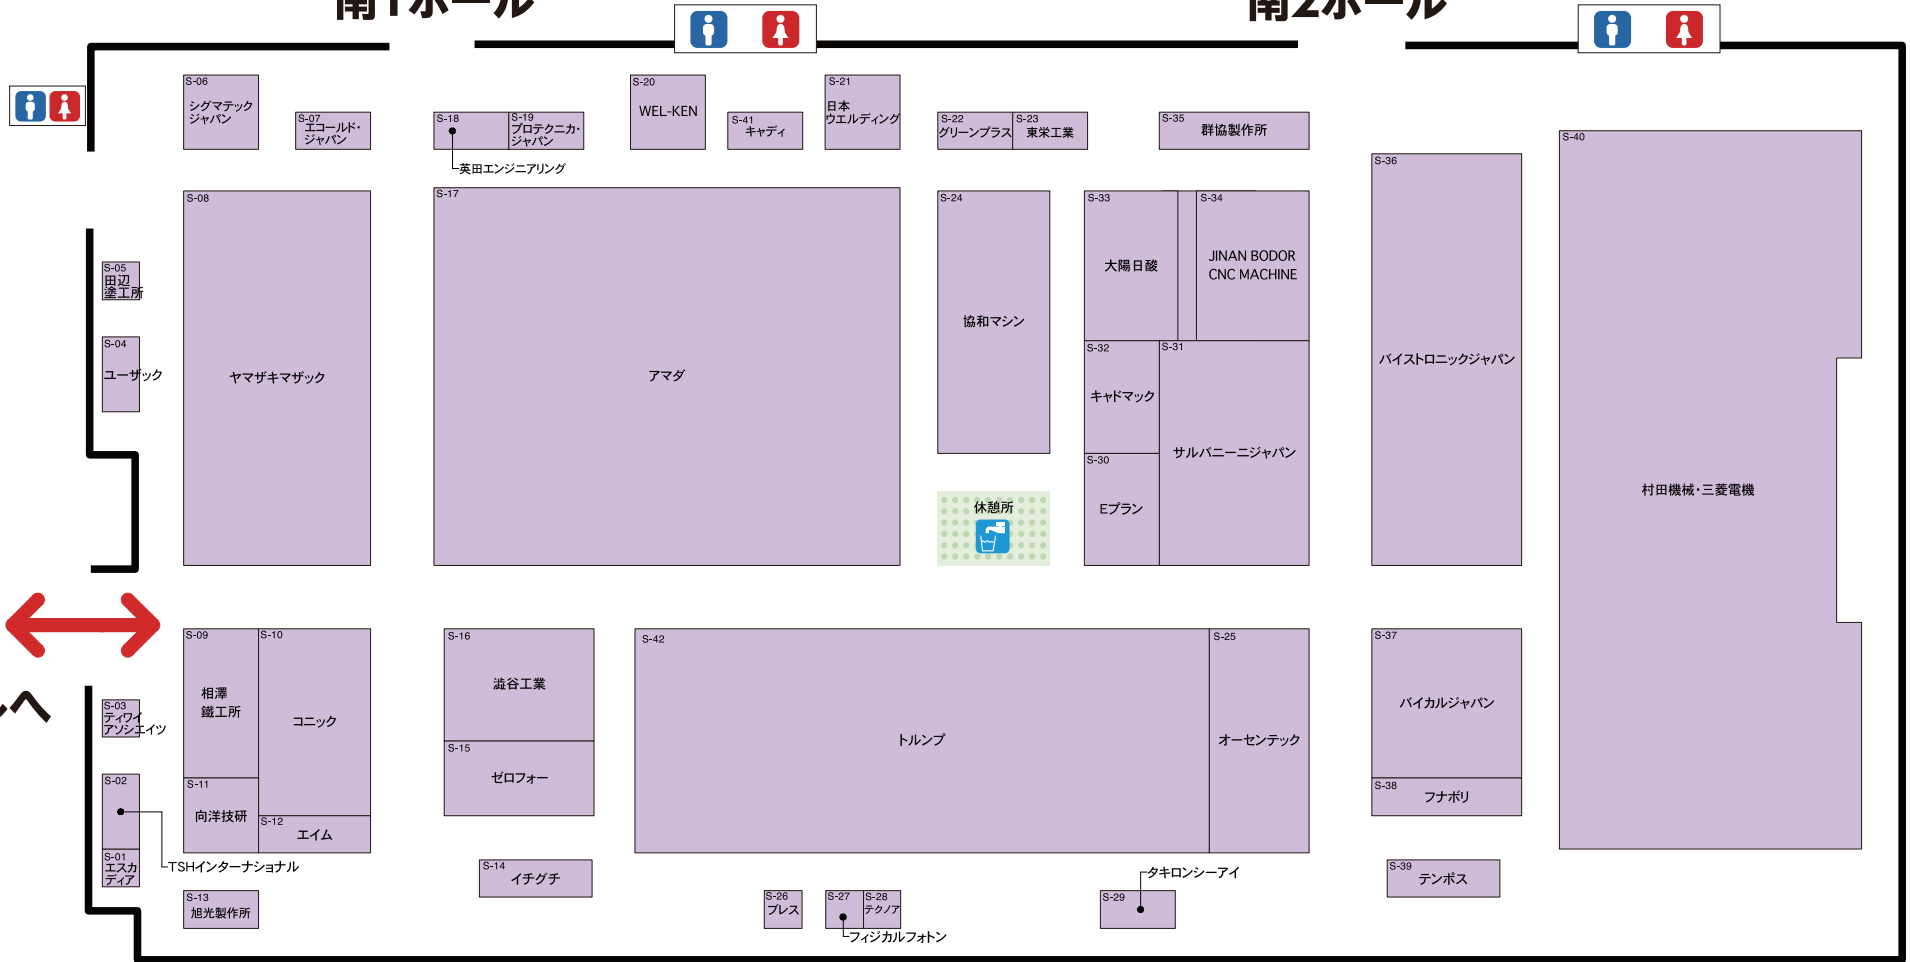 南1ホール
南2ホール
S-06
シグマテック
ジャパン
S-07
エコールド・
ジャパン
S-18
英田エンジニアリング
S-19
プロテクニカ・
ジャパン
S-20
WEL-KEN
S-41
キャディ
S-21
日本
ウエルディング
S-22
グリーンプラス
S-23
東栄工業
S-35
群協製作所
S-05
田辺
塗工所
S-04
ユーザック
S-08
ヤマザキマザック
S-17
アマダ
S-24
協和マシン
休憩所
S-33
大陽日酸
S-34
JINAN BODOR
CNC MACHINE
S-32
キャドマック
S-31
サルバニーニジャパン
S-30
Eプラン
S-36
バイストロニックジャパン
S-40
村田機械・三菱電機
へ
S-03
ティワイ
アソシエイツ
S-02
TSHインターナショナル
S-01
エスカ
ディア
S-09
相澤
鐵工所
S-10
コニック
S-11
向洋技研
S-12
エイム
S-13
旭光製作所
S-16
澁谷工業
S-15
ゼロフォー
S-14
イチグチ
S-42
トルンプ
S-25
オーセンテック
S-26
ブレス
S-27
フィジカルフォトン
S-28
テクノア
S-29
タキロンシーアイ
S-37
バイカルジャパン
S-38
フナボリ
S-39
テンポス